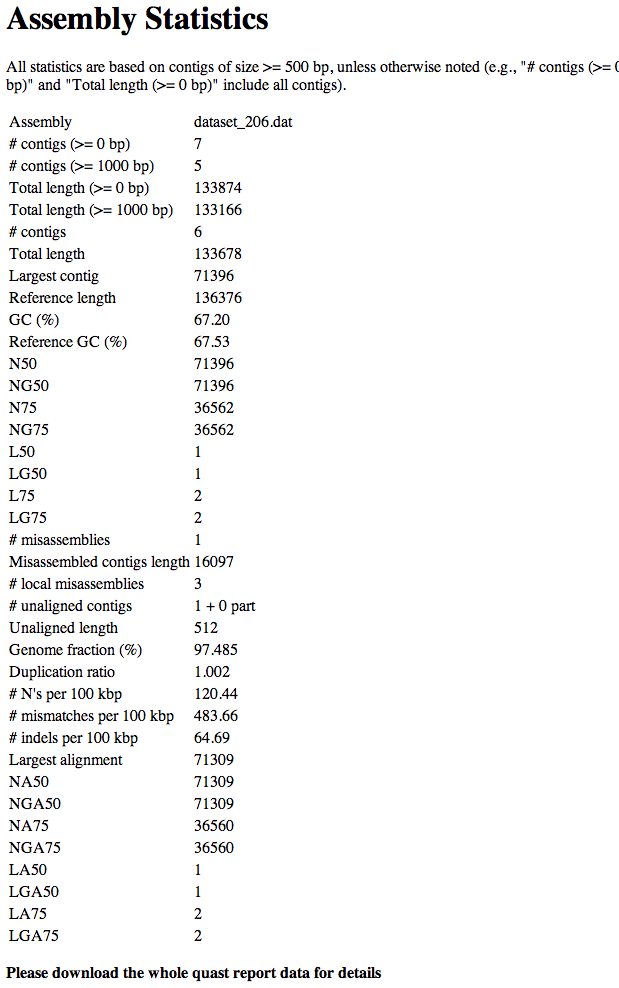 Assembly Statistics
All statistics are based on contigs of size >= 500 bp, unless otherwise noted (e.g., "# contigs (>= 0
bp)" and "Total length (>= 0 bp)" include all contigs).
Assembly dataset_206.dat
# contigs (>= 0 bp) 7
# contigs (>= 1000 bp) 5
Total length (>= 0 bp) 133874
Total length (>= 1000 bp) 133166
# contigs 6
Total length 133678
Largest contig 71396
Reference length 136376
GC (%) 67.20
Reference GC (%) 67.53
N50 71396
NG50 71396
N75 36562
NG75 36562
L50 1
LG50 1
L75 2
LG75 2
# misassemblies 1
Misassembled contigs length 16097
# local misassemblies 3
# unaligned contigs 1 + 0 part
Unaligned length 512
Genome fraction (%) 97.485
Duplication ratio 1.002
# N's per 100 kbp 120.44
# mismatches per 100 kbp 483.66
# indels per 100 kbp 64.69
Largest alignment 71309
NA50 71309
NGA50 71309
NA75 36560
NGA75 36560
LA50 1
LGA50 1
LA75 2
LGA75 2
Please download the whole quast report data for details